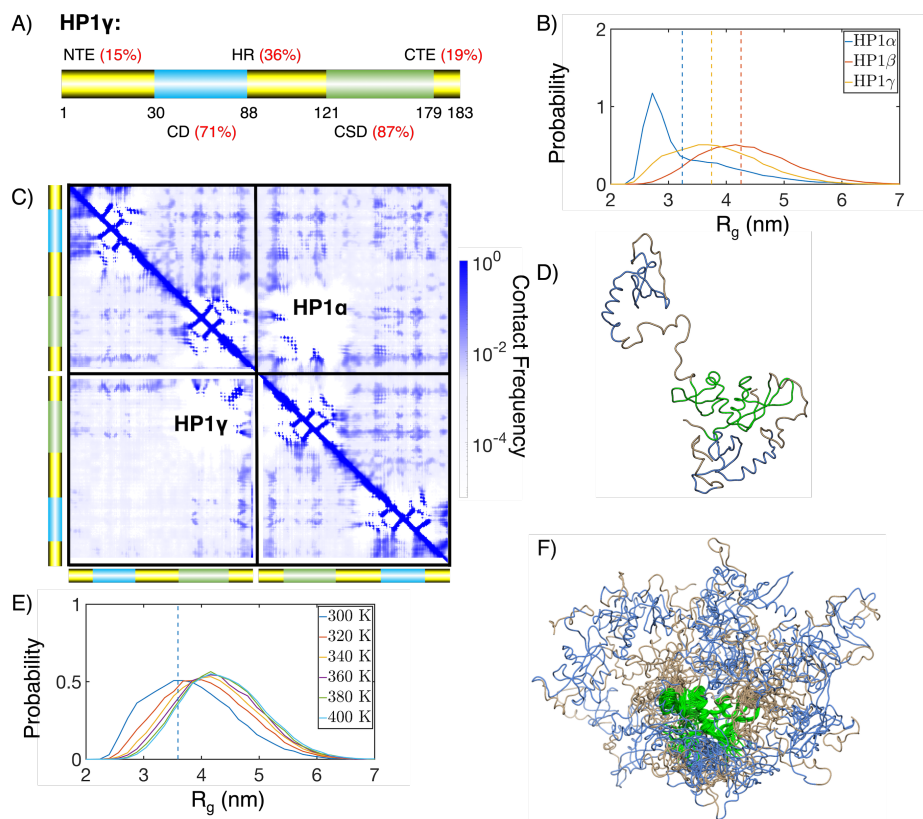 A) HP1γ:
NTE (15%) HR (36%) CTE (19%)
1 30 88 121 179 183
CD (71%) CSD (87%)
B)
Probability
2
1
0
2 3 4 5 6 7
Rg (nm)
HP1α
HP1β
HP1γ
C)
HP1α
HP1γ
10^0
10^-2
10^-4
Contact Frequency
D)
E)
Probability
1
0.5
0
2 3 4 5 6 7
Rg (nm)
300 K
320 K
340 K
360 K
380 K
400 K
F)